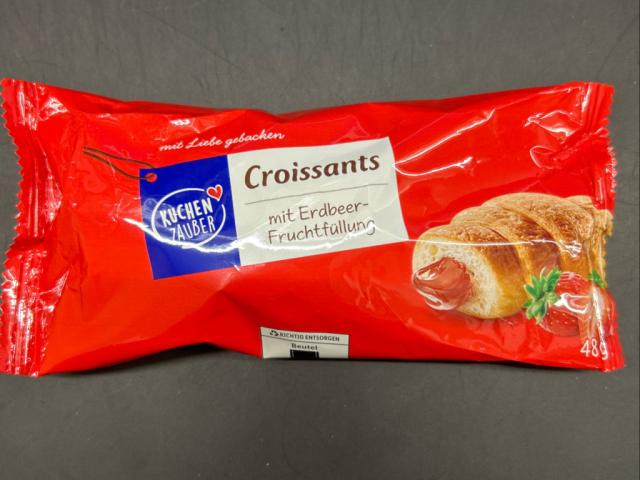 mit Liebe gebacken
KUCHEN
ZAUBER
Croissants
mit Erdbeer-
Fruchtfüllung
RICHTIG ENTSORGEN
Beutel
48g